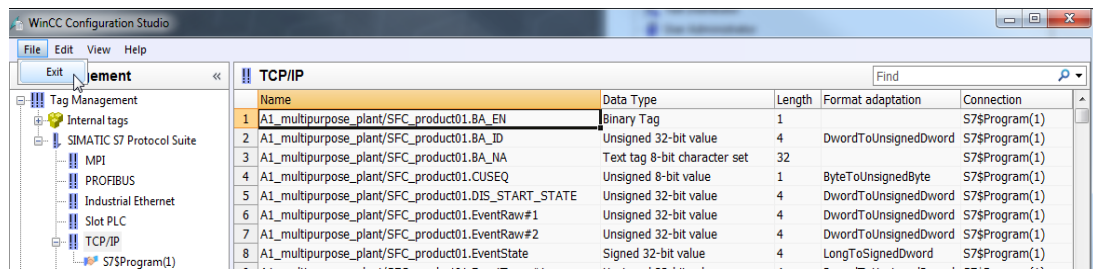 WinCC Configuration Studio
File Edit View Help
Exit
ement «
TCP/IP
Find
Tag Management
Internal tags
SIMATIC S7 Protocol Suite
MPI
PROFIBUS
Industrial Ethernet
Slot PLC
TCP/IP
S7$Program(1)
Name Data Type Length Format adaptation Connection
1 A1_multipurpose_plant/SFC_product01.BA_EN Binary Tag 1 S7$Program(1)
2 A1_multipurpose_plant/SFC_product01.BA_ID Unsigned 32-bit value 4 DwordToUnsignedDword S7$Program(1)
3 A1_multipurpose_plant/SFC_product01.BA_NA Text tag 8-bit character set 32 S7$Program(1)
4 A1_multipurpose_plant/SFC_product01.CUSEQ Unsigned 8-bit value 1 ByteToUnsignedByte S7$Program(1)
5 A1_multipurpose_plant/SFC_product01.DIS_START_STATE Unsigned 32-bit value 4 DwordToUnsignedDword S7$Program(1)
6 A1_multipurpose_plant/SFC_product01.EventRaw#1 Unsigned 32-bit value 4 DwordToUnsignedDword S7$Program(1)
7 A1_multipurpose_plant/SFC_product01.EventRaw#2 Unsigned 32-bit value 4 DwordToUnsignedDword S7$Program(1)
8 A1_multipurpose_plant/SFC_product01.EventState Signed 32-bit value 4 LongToSignedDword S7$Program(1)